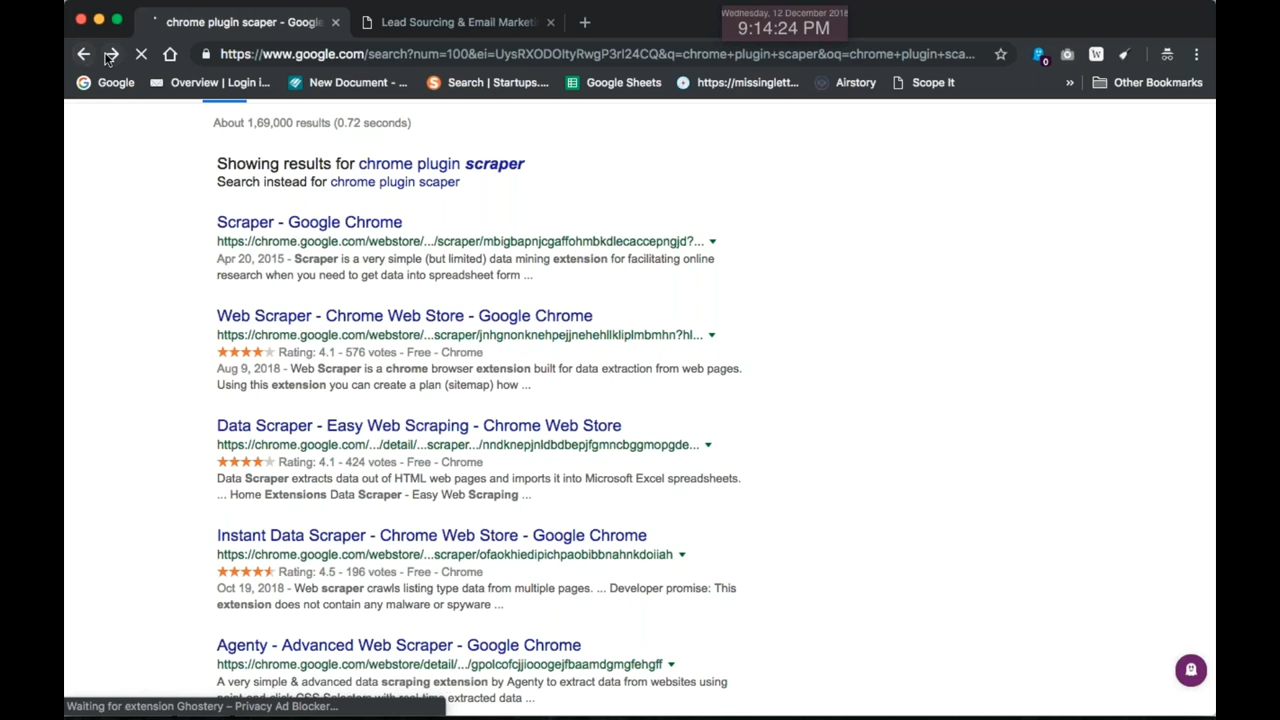 chrome plugin scaper - Google
Lead Sourcing & Email Marketi
Wednesday, 12 December 2018
9:14:24 PM
https://www.google.com/search?num=100&ei=UysRXODOItyRwgP3rI24CQ&q=chrome+plugin+scaper&oq=chrome+plugin+sca...
0
W
Google
Overview | Login i...
New Document - ...
S
Search | Startups....
Google Sheets
https://missinglett...
Airstory
Scope It
»
Other Bookmarks
About 1,69,000 results (0.72 seconds)
Showing results for chrome plugin scraper
Search instead for chrome plugin scaper
Scraper - Google Chrome
https://chrome.google.com/webstore/.../scraper/mbigbapnjcgaffohmbkdlecaccepngjd?...
Apr 20, 2015 - Scraper is a very simple (but limited) data mining extension for facilitating online
research when you need to get data into spreadsheet form ...
Web Scraper - Chrome Web Store - Google Chrome
https://chrome.google.com/webstore/...scraper/jnhgnonknehpejjnehehllkliplmbmhn?hl...
Rating: 4.1 - 576 votes - Free - Chrome
Aug 9, 2018 - Web Scraper is a chrome browser extension built for data extraction from web pages.
Using this extension you can create a plan (sitemap) how ...
Data Scraper - Easy Web Scraping - Chrome Web Store
https://chrome.google.com/.../detail/...scraper.../nndknepjnldbdbepjfgmncbggmopgde...
Rating: 4.1 - 424 votes - Free - Chrome
Data Scraper extracts data out of HTML web pages and imports it into Microsoft Excel spreadsheets.
... Home Extensions Data Scraper - Easy Web Scraping ...
Instant Data Scraper - Chrome Web Store - Google Chrome
https://chrome.google.com/webstore/...scraper/ofaokhiedipichpaobibbnahnkdoiiah
Rating: 4.5 - 196 votes - Free - Chrome
Oct 19, 2018 - Web scraper crawls listing type data from multiple pages. ... Developer promise: This
extension does not contain any malware or spyware ...
Agenty - Advanced Web Scraper - Google Chrome
https://chrome.google.com/webstore/detail/.../gpolcofcjjiooogejfbaamdgmgfehgff
A very simple & advanced data scraping extension by Agenty to extract data from websites using
point-and-click CSS Selectors with real-time extracted data ...
Waiting for extension Ghostery – Privacy Ad Blocker...